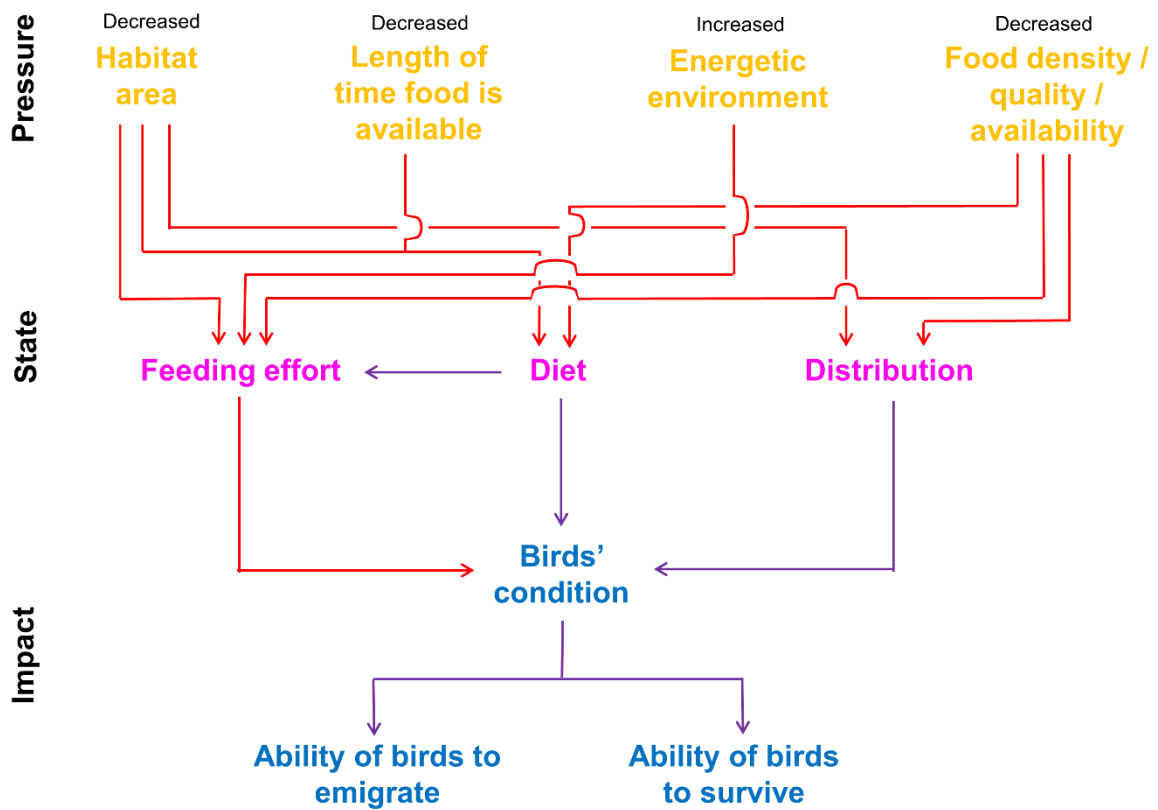 Pressure
Decreased
Habitat
area
Decreased
Length of
time food is
available
Increased
Energetic
environment
Decreased
Food density /
quality /
availability
State
Feeding effort
Diet
Distribution
Impact
Birds’
condition
Ability of birds to
emigrate
Ability of birds
to survive